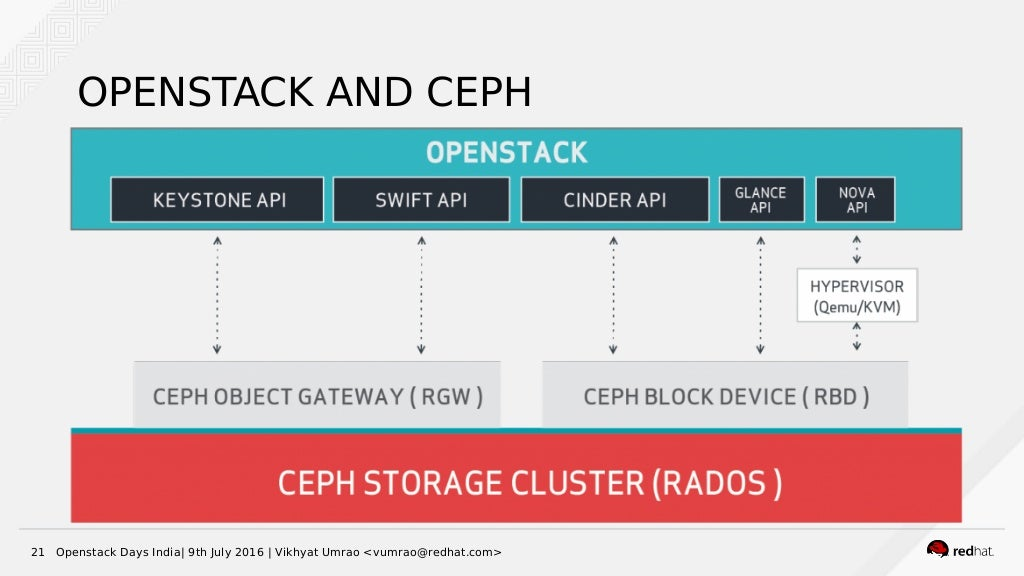 OPENSTACK AND CEPH
OPENSTACK
KEYSTONE API
SWIFT API
CINDER API
GLANCE
API
NOVA
API
HYPERVISOR
(Qemu/KVM)
CEPH OBJECT GATEWAY ( RGW )
CEPH BLOCK DEVICE ( RBD )
CEPH STORAGE CLUSTER (RADOS )
21 Openstack Days India| 9th July 2016 | Vikhyat Umrao <vumrao@redhat.com>
redhat.